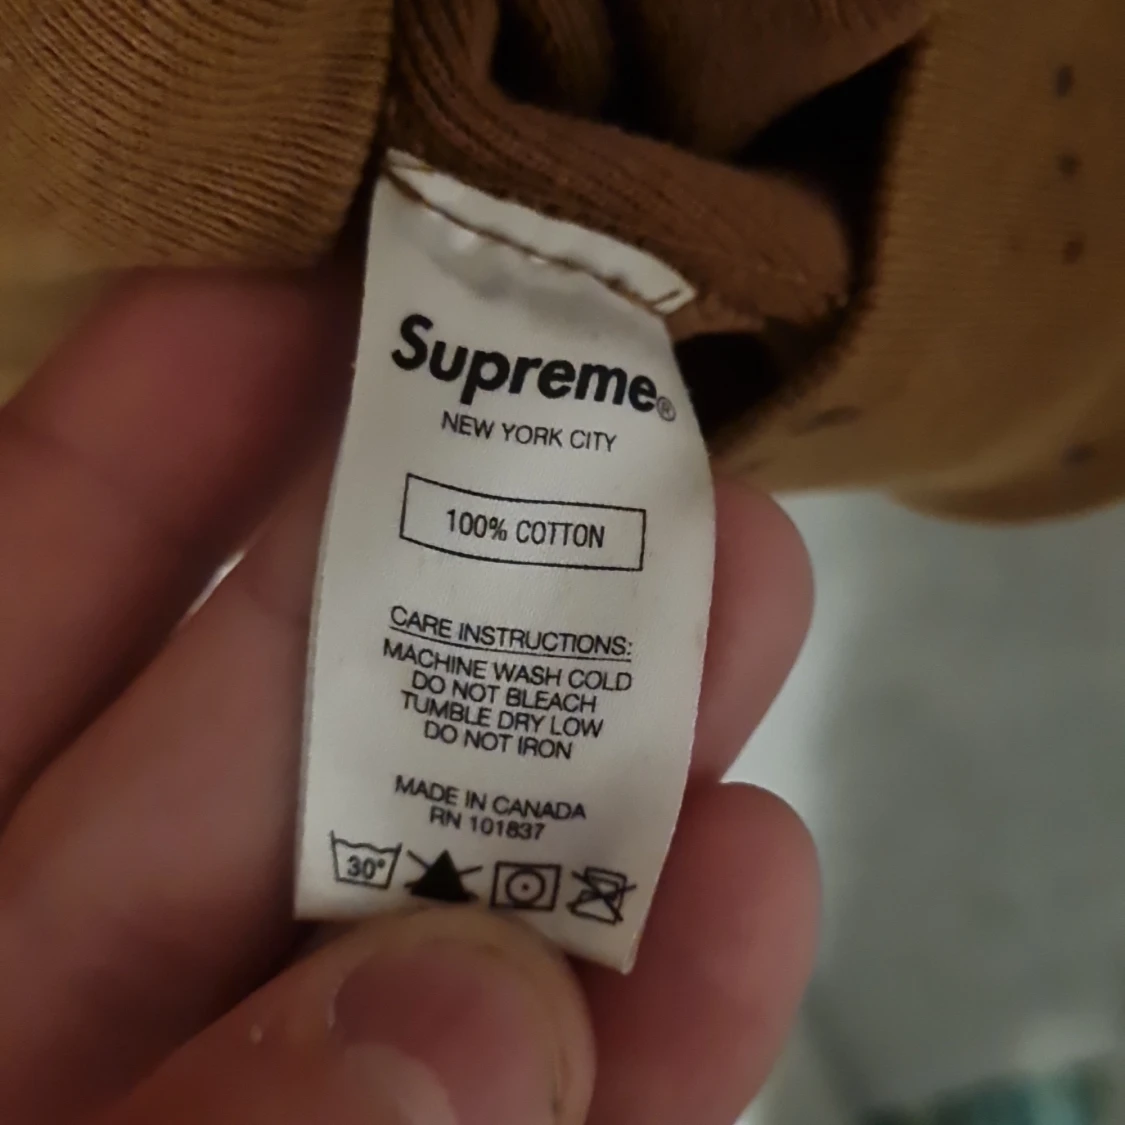 Supreme®
NEW YORK CITY
100% COTTON
CARE INSTRUCTIONS:
MACHINE WASH COLD
DO NOT BLEACH
TUMBLE DRY LOW
DO NOT IRON
MADE IN CANADA
RN 101837
30°